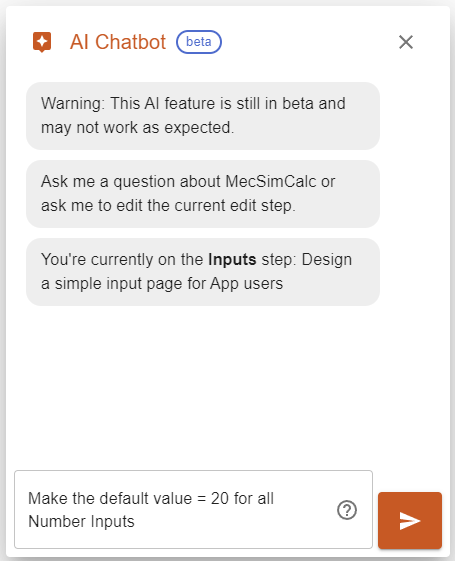 AI Chatbot beta
Warning: This AI feature is still in beta and
may not work as expected.
Ask me a question about MecSimCalc or
ask me to edit the current edit step.
You're currently on the Inputs step: Design
a simple input page for App users
Make the default value = 20 for all
Number Inputs